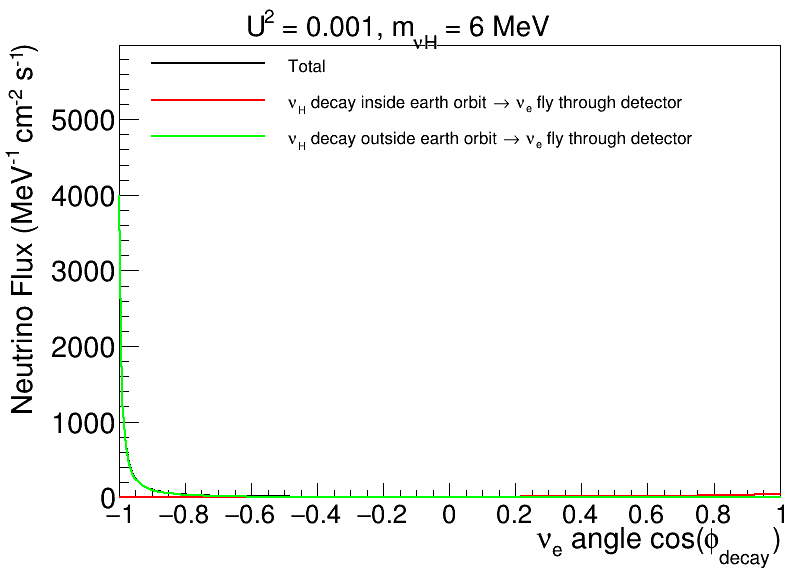 U² = 0.001, m_νH = 6 MeV
Total
ν_H decay inside earth orbit → ν_e fly through detector
ν_H decay outside earth orbit → ν_e fly through detector
Neutrino Flux (MeV⁻¹ cm⁻² s⁻¹)
5000
4000
3000
2000
1000
0
−1 −0.8 −0.6 −0.4 −0.2 0 0.2 0.4 0.6 0.8 1
ν_e angle cos(ϕ_decay)